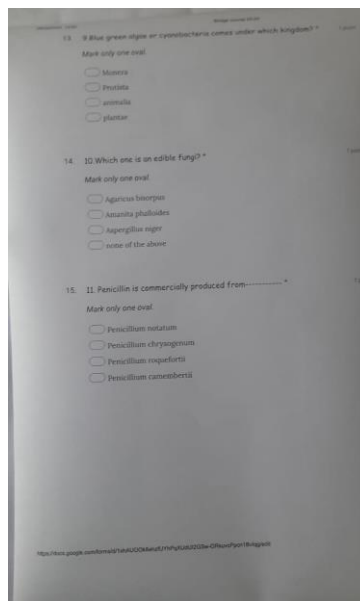 13. 9.Blue green algae or cyanobacteria comes under which kingdom? *
Mark only one oval.
Monera
Protista
animalia
plantae
14. 10.Which one is an edible fungi? *
Mark only one oval.
Agaricus bisorpus
Amanita phalloides
Aspergillus niger
none of the above
15. 11. Penicillin is commercially produced from------------ *
Mark only one oval.
Penicillium notatum
Penicillium chrysogenum
Penicillium roquefortii
Penicillium camembertii